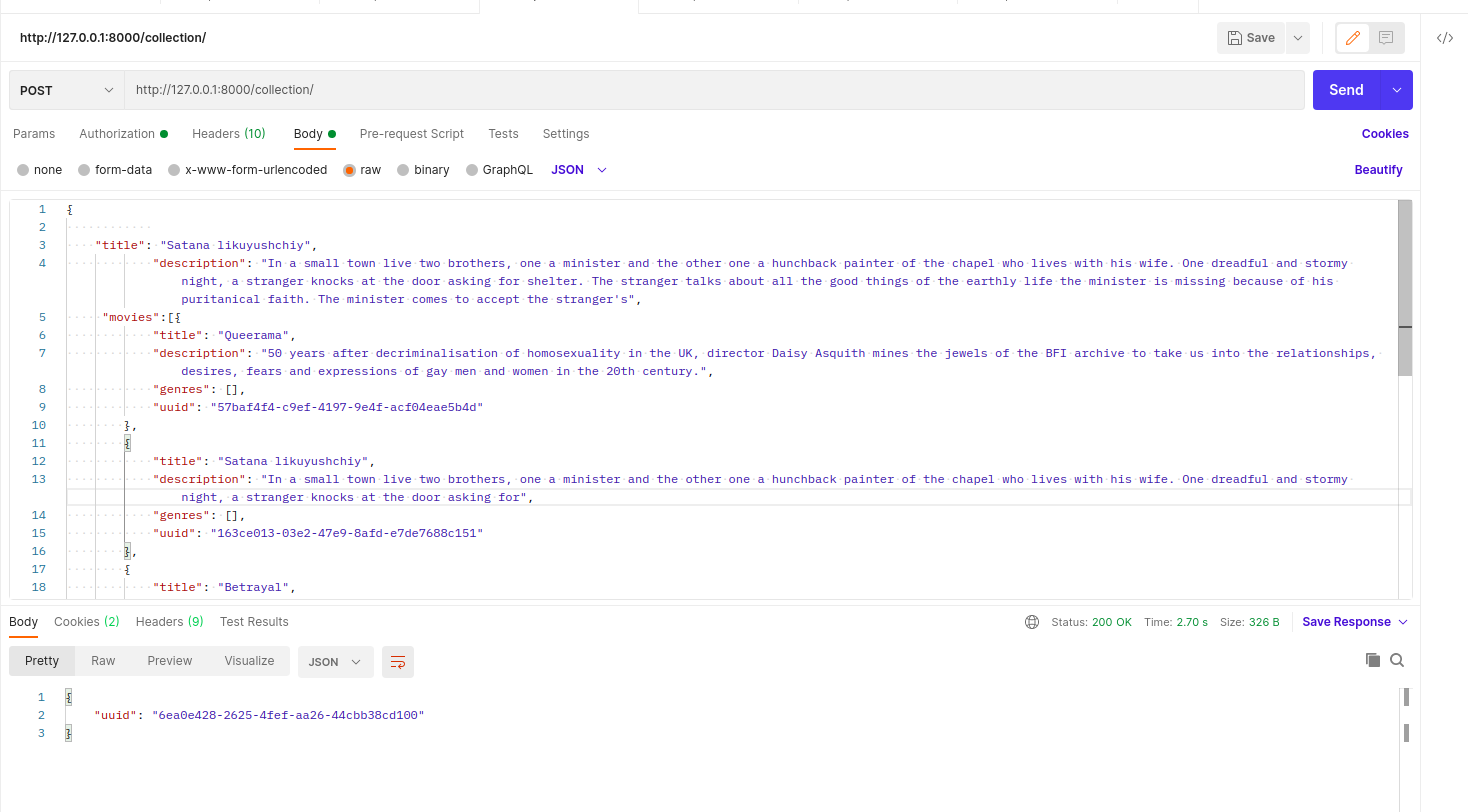 http://127.0.0.1:8000/collection/
Save
</>
POST
http://127.0.0.1:8000/collection/
Send
Params Authorization Headers (10) Body Pre-request Script Tests Settings Cookies
none form-data x-www-form-urlencoded raw binary GraphQL JSON Beautify
1 {
2
3 "title": "Satana likuyushchiy",
4 "description": "In a small town live two brothers, one a minister and the other one a hunchback painter of the chapel who lives with his wife. One dreadful and stormy
night, a stranger knocks at the door asking for shelter. The stranger talks about all the good things of the earthly life the minister is missing because of his
puritanical faith. The minister comes to accept the stranger's",
5 "movies":[{
6 "title": "Queerama",
7 "description": "50 years after decriminalisation of homosexuality in the UK, director Daisy Asquith mines the jewels of the BFI archive to take us into the relationships,
desires, fears and expressions of gay men and women in the 20th century.",
8 "genres": [],
9 "uuid": "57baf4f4-c9ef-4197-9e4f-acf04eae5b4d"
10 },
11 {
12 "title": "Satana likuyushchiy",
13 "description": "In a small town live two brothers, one a minister and the other one a hunchback painter of the chapel who lives with his wife. One dreadful and stormy
night, a stranger knocks at the door asking for",
14 "genres": [],
15 "uuid": "163ce013-03e2-47e9-8afd-e7de7688c151"
16 },
17 {
18 "title": "Betrayal",
Body Cookies (2) Headers (9) Test Results Status: 200 OK Time: 2.70 s Size: 326 B Save Response
Pretty Raw Preview Visualize JSON
1 {
2 "uuid": "6ea0e428-2625-4fef-aa26-44cbb38cd100"
3 }